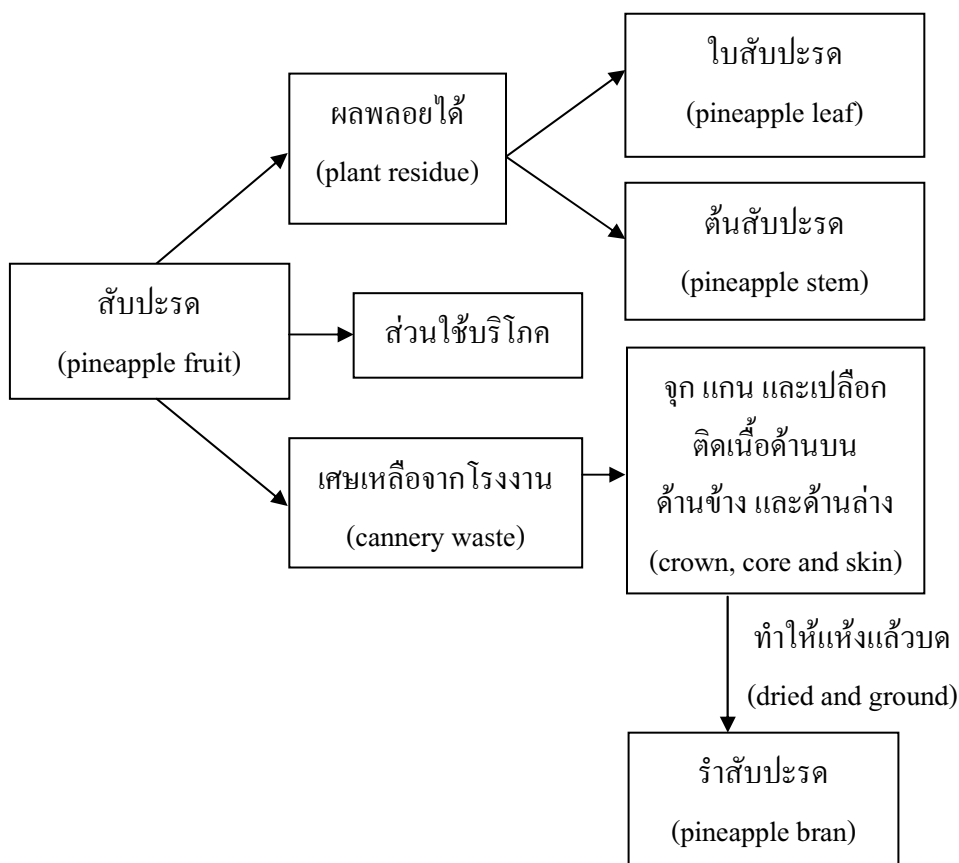 สับปะรด
(pineapple fruit)
ผลพลอยได้
(plant residue)
ใบสับปะรด
(pineapple leaf)
ต้นสับปะรด
(pineapple stem)
ส่วนใช้บริโภค
เศษเหลือจากโรงงาน
(cannery waste)
จุก แกน และเปลือก
ติดเนื้อด้านบน
ด้านข้าง และด้านล่าง
(crown, core and skin)
ทำให้แห้งแล้วบด
(dried and ground)
รำสับปะรด
(pineapple bran)